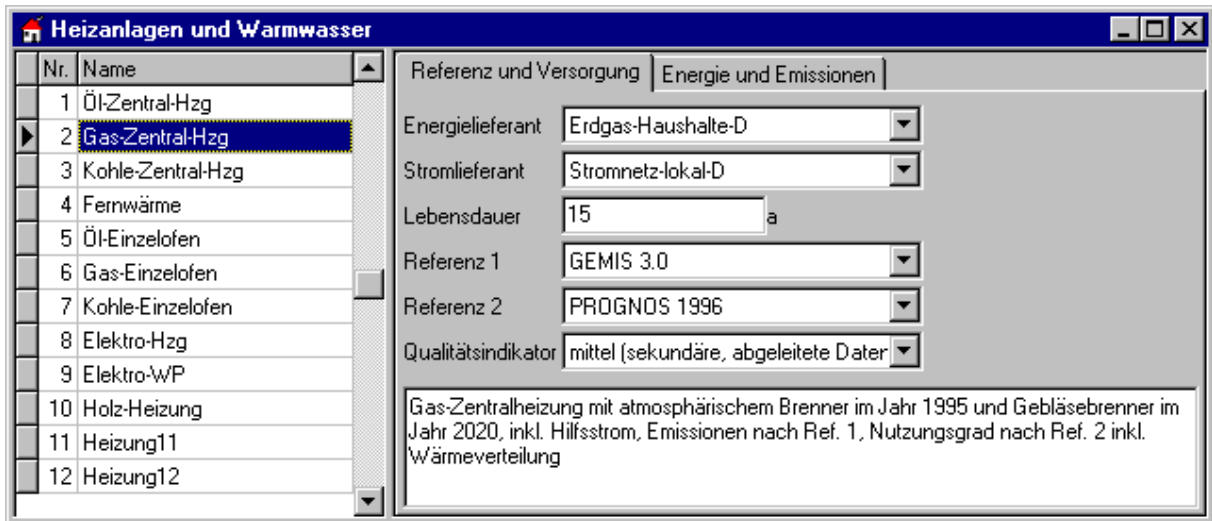 Heizanlagen und Warmwasser
Nr. Name
1 Öl-Zentral-Hzg
2 Gas-Zentral-Hzg
3 Kohle-Zentral-Hzg
4 Fernwärme
5 Öl-Einzelofen
6 Gas-Einzelofen
7 Kohle-Einzelofen
8 Elektro-Hzg
9 Elektro-WP
10 Holz-Heizung
11 Heizung11
12 Heizung12
Referenz und Versorgung Energie und Emissionen
Energielieferant Erdgas-Haushalte-D
Stromlieferant Stromnetz-lokal-D
Lebensdauer 15 a
Referenz 1 GEMIS 3.0
Referenz 2 PROGNOS 1996
Qualitätsindikator mittel (sekundäre, abgeleitete Daten
Gas-Zentralheizung mit atmosphärischem Brenner im Jahr 1995 und Gebläsebrenner im
Jahr 2020, inkl. Hilfsstrom, Emissionen nach Ref. 1, Nutzungsgrad nach Ref. 2 inkl.
Wärmeverteilung